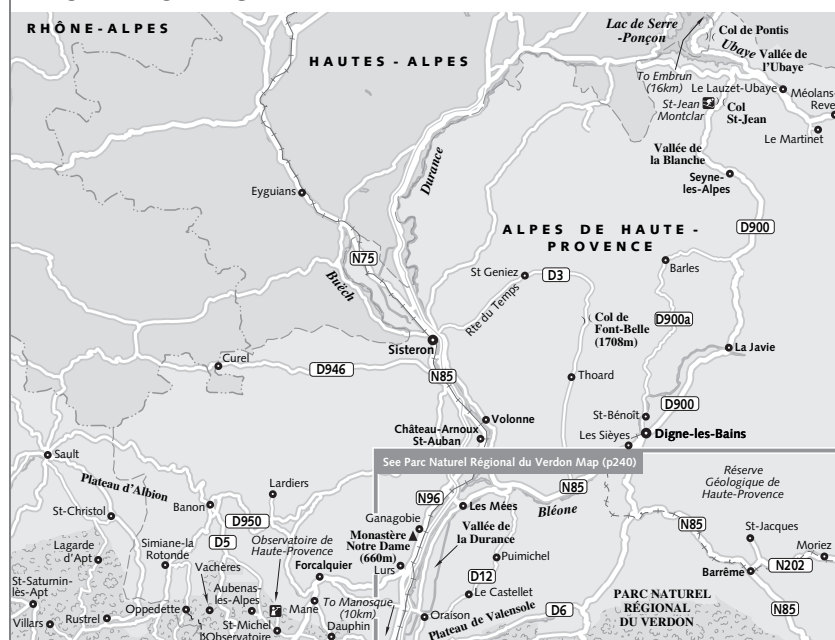 RHÔNE-ALPES
HAUTES - ALPES
Lac de Serre
-Ponçon
Col de Pontis
Ubaye
Vallée de
l'Ubaye
To Embrun
(16km)
Le Lauzet-Ubaye
St-Jean
Montclar
Col
St-Jean
Méolans-
Reve
Le Martinet
Vallée de
la Blanche
Seyne-
les-Alpes
Durance
Eyguians
ALPES DE HAUTE -
PROVENCE
D900
N75
Buëch
St Geniez
D3
Barles
Rte du Temps
Col de
Font-Belle
(1708m)
D900a
Sisteron
La Javie
Curel
D946
N85
Thoard
Volonne
St-Benoît
D900
Château-Arnoux
St-Auban
Les Sièyes
Digne-les-Bains
Sault
See Parc Naturel Régional du Verdon Map (p240)
Plateau d'Albion
Lardiers
N96
N85
Réserve
Géologique de
Haute-Provence
St-Christol
Banon
D950
Les Mées
Bléone
Ganagobie
Monastère
Notre Dame
(660m)
Vallée de
la Durance
N85
St-Jacques
D5
Observatoire de
Haute-Provence
Simiane-la
Rotonde
Lagarde
d'Apt
Vachères
Forcalquier
Lurs
Puimichel
Moriez
N202
Barrême
D12
St-Saturnin-
lès-Apt
Aubenas-
les-Alpes
Mane
To Manosque
(10km)
Le Castellet
PARC NATUREL
RÉGIONAL
DU VERDON
Oppedette
Villars
Rustrel
St-Michel
l'Observatoire
Dauphin
Oraison
Plateau de Valensole
D6
N85